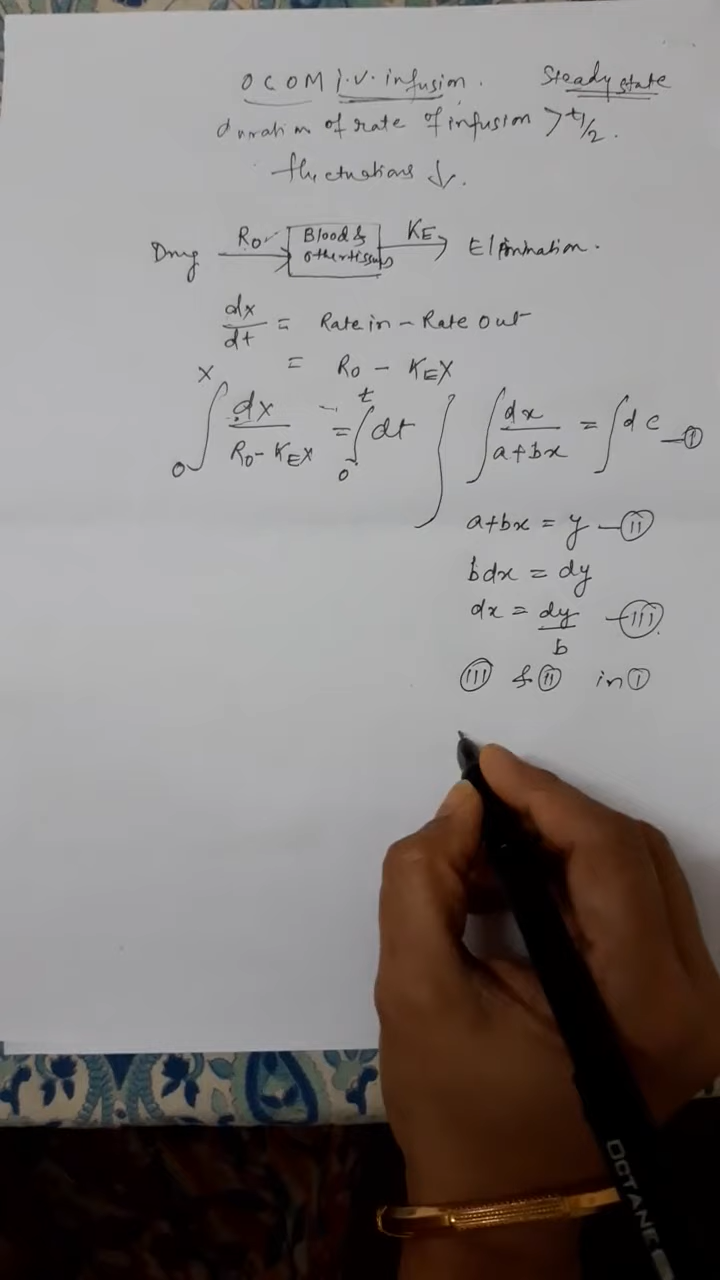 OCOM i.v. infusion. Steady state
duration of rate of infusion > t1/2.
fluctuations ↓.
Drug R0 Blood & other tissues KE Elimination.
dx/dt = Rate in - Rate out
= R0 - KEX
∫0^X dx/(R0 - KEX) = ∫0^t dt
∫ dx/(a+bx) = ∫ dc — (I)
a+bx = y — (II)
bdx = dy
dx = dy/b — (III)
(III) & (II) in (I)
OCTANE